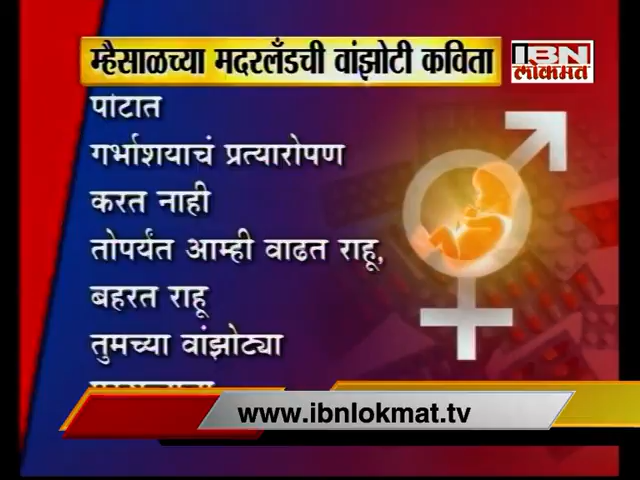 म्हैसाळच्या मदरलँडची वांझोटी कविता
IBN
लोकमत
पोटात
गर्भाशयाचं प्रत्यारोपण
करत नाही
तोपर्यंत आम्ही वाढत राहू,
बहरत राहू
तुमच्या वांझोट्या
www.ibnlokmat.tv